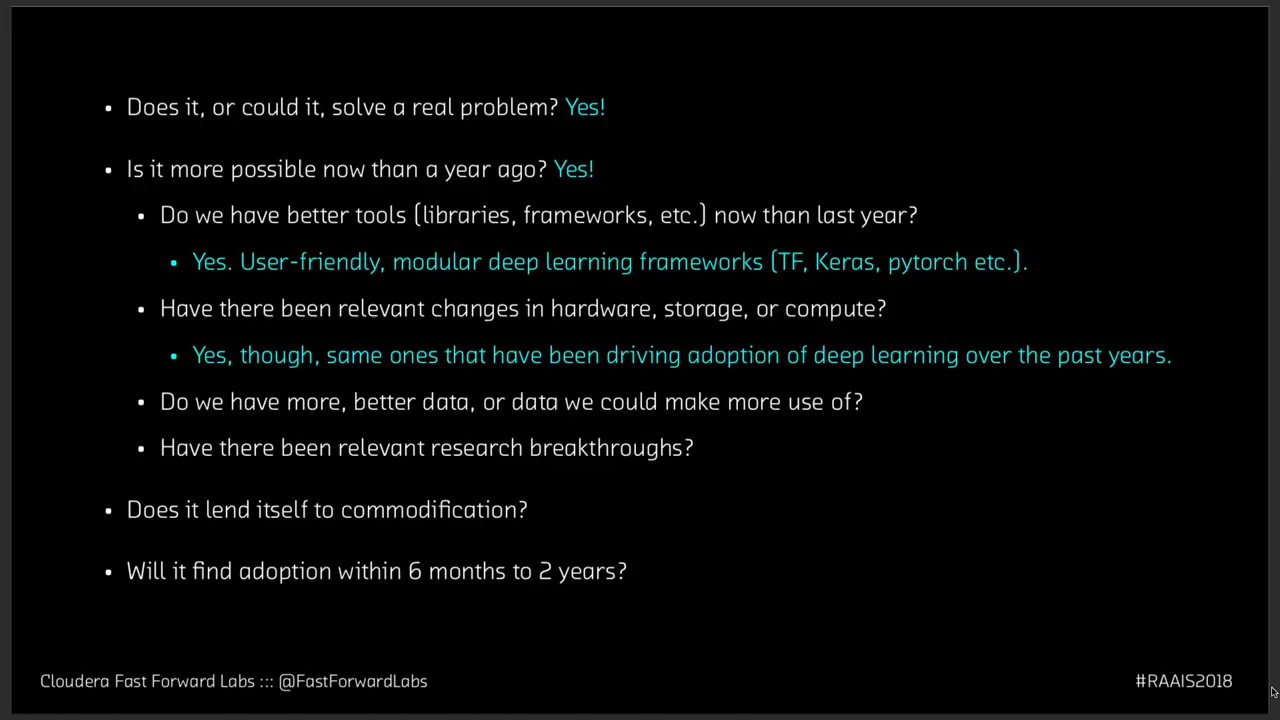 • Does it, or could it, solve a real problem? Yes!
• Is it more possible now than a year ago? Yes!
• Do we have better tools (libraries, frameworks, etc.) now than last year?
• Yes. User-friendly, modular deep learning frameworks (TF, Keras, pytorch etc.).
• Have there been relevant changes in hardware, storage, or compute?
• Yes, though, same ones that have been driving adoption of deep learning over the past years.
• Do we have more, better data, or data we could make more use of?
• Have there been relevant research breakthroughs?
• Does it lend itself to commodification?
• Will it find adoption within 6 months to 2 years?
Cloudera Fast Forward Labs ::: @FastForwardLabs
#RAAIS2018